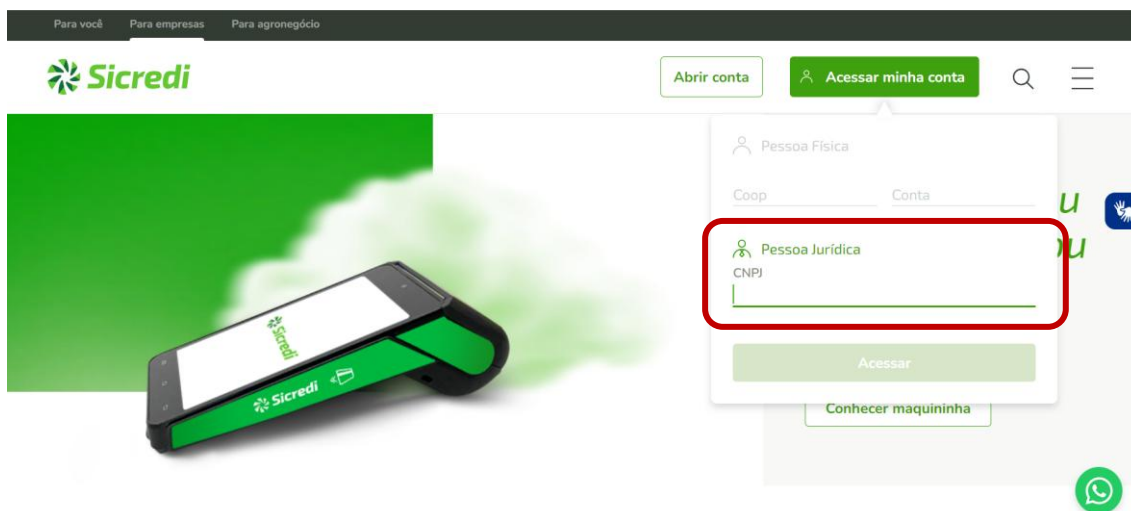 Para você Para empresas Para agronegócio
Sicredi
Abrir conta
Acessar minha conta
Pessoa Física
Coop Conta
Pessoa Jurídica
CNPJ
Acessar
Conhecer maquininha
Sicredi
Sicredi